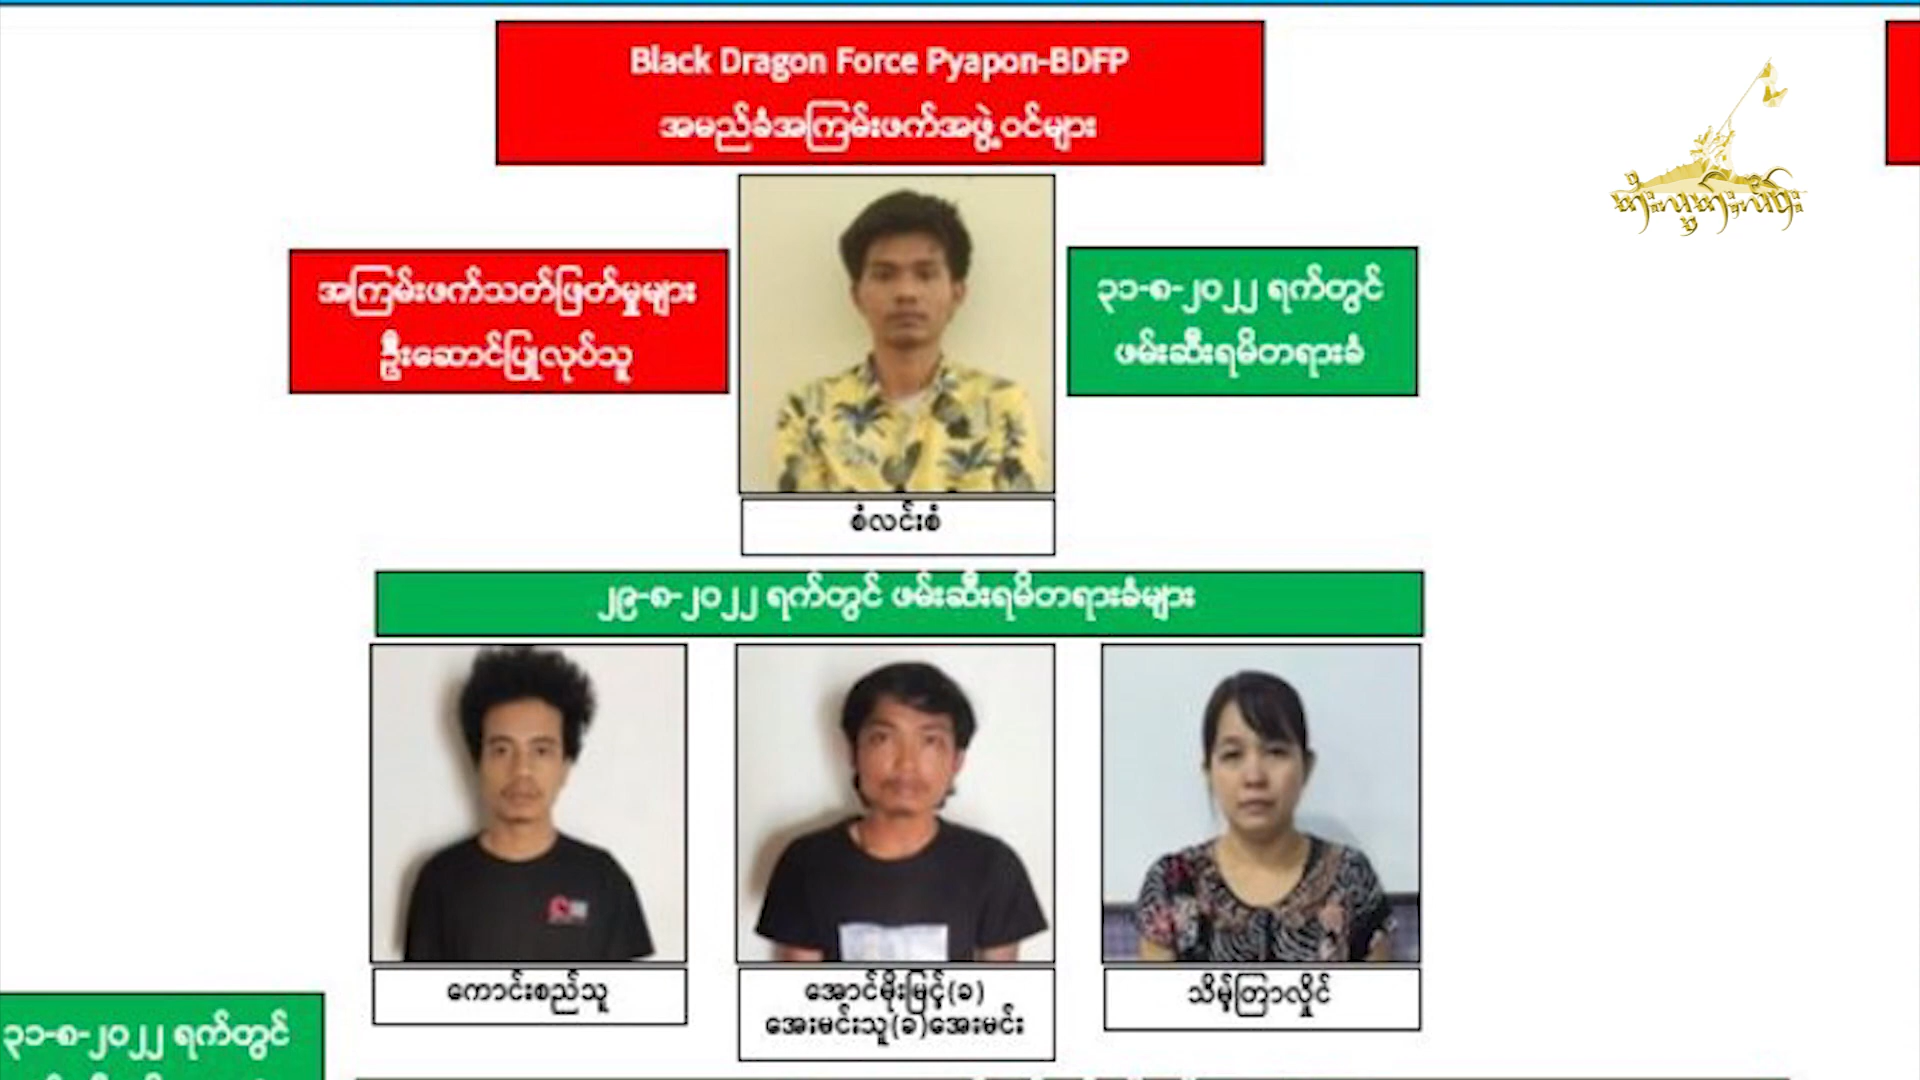 Black Dragon Force Pyapon-BDFP
အမည်ခံအကြမ်းဖက်အဖွဲ့ဝင်များ
အကြမ်းဖက်သတ်ဖြတ်မှုများ
ဦးဆောင်ပြုလုပ်သူ
၃၁-၈-၂၀၂၂ ရက်တွင်
ဖမ်းဆီးရမိတရားခံ
စံလင်းစံ
၂၉-၈-၂၀၂၂ ရက်တွင် ဖမ်းဆီးရမိတရားခံများ
ကောင်းစည်သူ
အောင်မိုးမြင့်(ခ)
အေးမင်းသူ(ခ)အေးမင်း
သိမ့်တြာလှိုင်
၃၁-၈-၂၀၂၂ ရက်တွင်